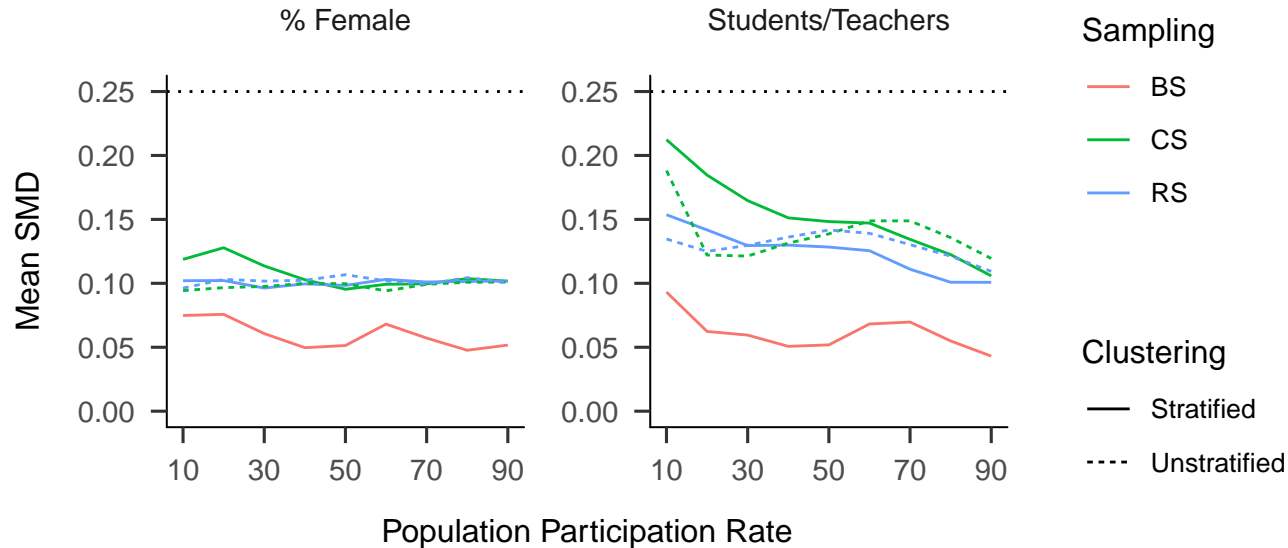 % Female
Students/Teachers
Mean SMD
0.25
0.20
0.15
0.10
0.05
0.00
10 30 50 70 90
0.25
0.20
0.15
0.10
0.05
0.00
10 30 50 70 90
Population Participation Rate
Sampling
BS
CS
RS
Clustering
Stratified
Unstratified